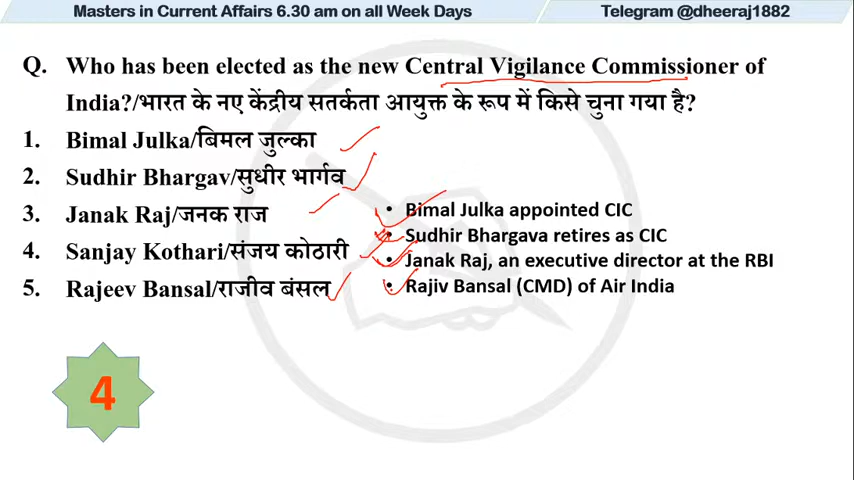 Masters in Current Affairs 6.30 am on all Week Days Telegram @dheeraj1882
Q. Who has been elected as the new Central Vigilance Commissioner of
India?/भारत के नए केंद्रीय सतर्कता आयुक्त के रूप में किसे चुना गया है?
1. Bimal Julka/बिमल जुल्का
2. Sudhir Bhargav/सुधीर भार्गव
3. Janak Raj/जनक राज
4. Sanjay Kothari/संजय कोठारी
5. Rajeev Bansal/राजीव बंसल
• Bimal Julka appointed CIC
• Sudhir Bhargava retires as CIC
• Janak Raj, an executive director at the RBI
• Rajiv Bansal (CMD) of Air India
4